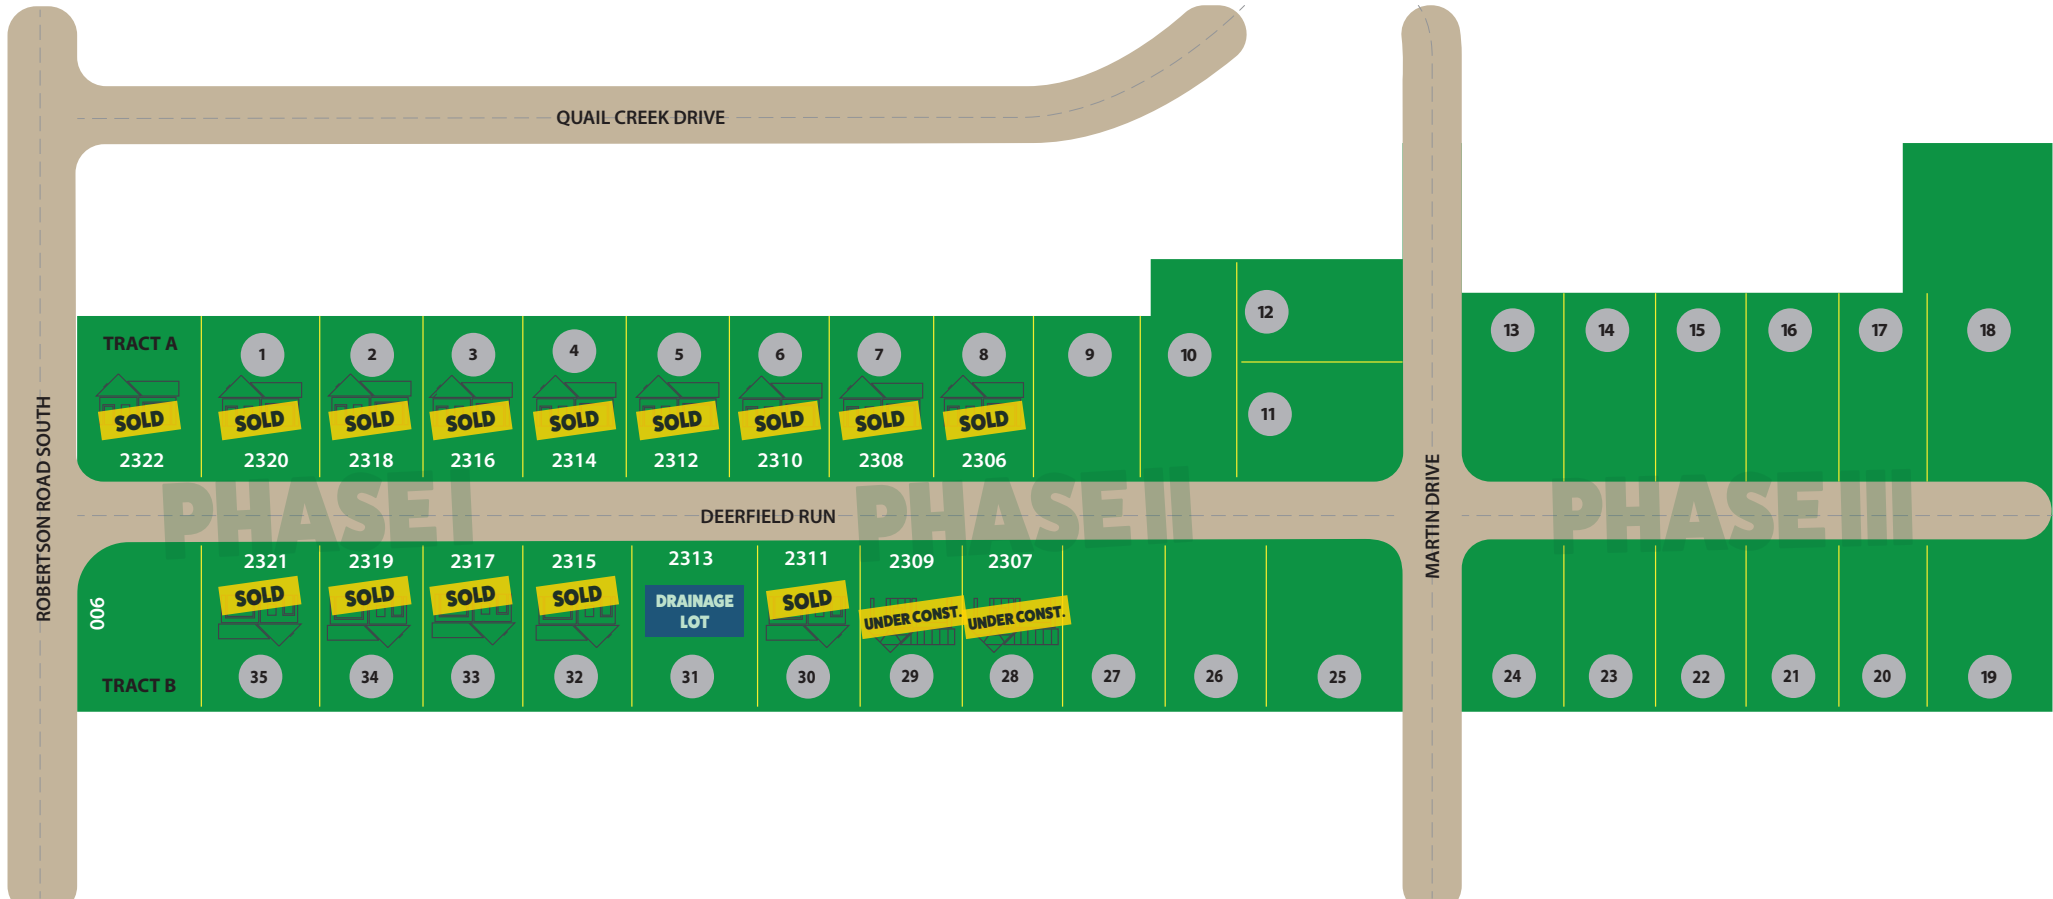 QUAIL CREEK DRIVE
ROBERTSON ROAD SOUTH
MARTIN DRIVE
DEERFIELD RUN
PHASE I
PHASE II
PHASE III
TRACT A
1
2
3
4
5
6
7
8
9
10
12
11
13
14
15
16
17
18
SOLD
SOLD
SOLD
SOLD
SOLD
SOLD
SOLD
SOLD
SOLD
2322
2320
2318
2316
2314
2312
2310
2308
2306
2321
2319
2317
2315
2313
2311
2309
2307
900
SOLD
SOLD
SOLD
SOLD
DRAINAGE
LOT
SOLD
UNDER CONST.
UNDER CONST.
TRACT B
35
34
33
32
31
30
29
28
27
26
25
24
23
22
21
20
19